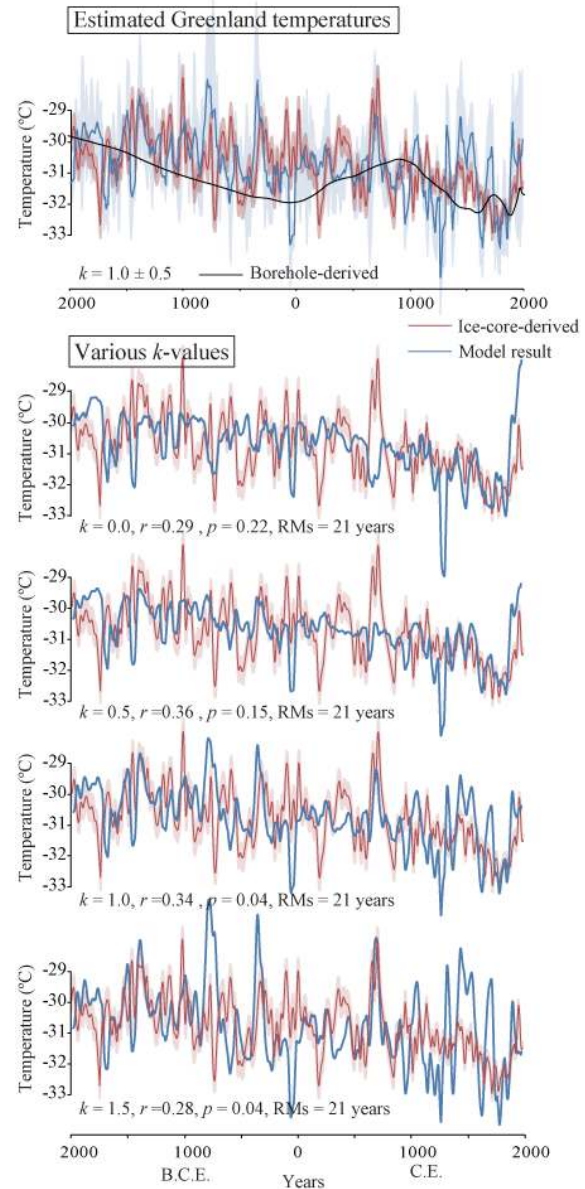 Estimated Greenland temperatures
Temperature (°C)
-29
-30
-31
-32
-33
k = 1.0 ± 0.5
Borehole-derived
2000 1000 0 1000 2000
Ice-core-derived
Model result
Various k-values
Temperature (°C)
-29
-30
-31
-32
-33
k = 0.0, r=0.29 , p = 0.22, RMs = 21 years
Temperature (°C)
-29
-30
-31
-32
-33
k = 0.5, r=0.36, p = 0.15, RMs = 21 years
Temperature (°C)
-29
-30
-31
-32
-33
k = 1.0, r=0.34 , p = 0.04, RMs = 21 years
Temperature (°C)
-29
-30
-31
-32
-33
k = 1.5, r=0.28, p = 0.04, RMs = 21 years
2000 1000 0 1000 2000
B.C.E. Years C.E.